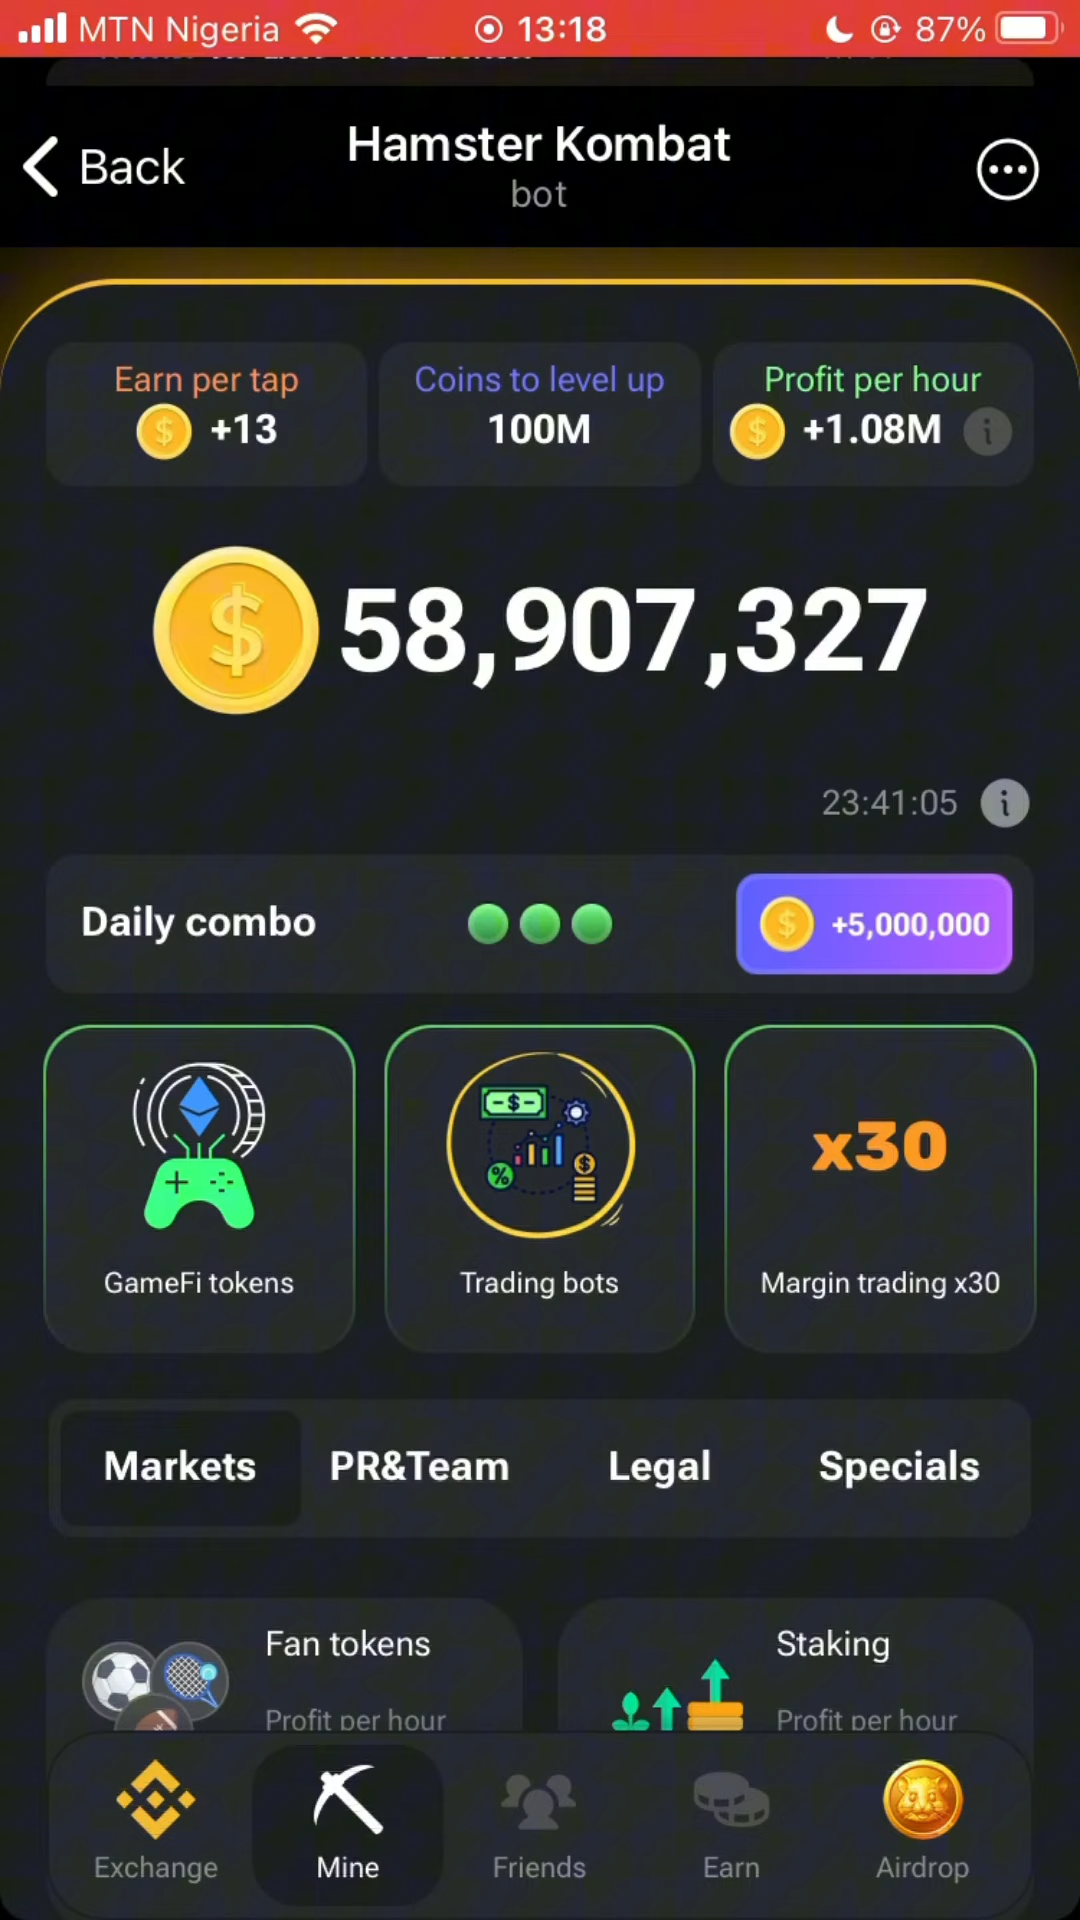 MTN Nigeria 13:18 87%
Back
Hamster Kombat
bot
Earn per tap
+13
Coins to level up
100M
Profit per hour
+1.08M
58,907,327
23:41:05
Daily combo
+5,000,000
GameFi tokens
Trading bots
x30
Margin trading x30
Markets PR&Team Legal Specials
Fan tokens
Profit per hour
Staking
Profit per hour
Exchange Mine Friends Earn Airdrop